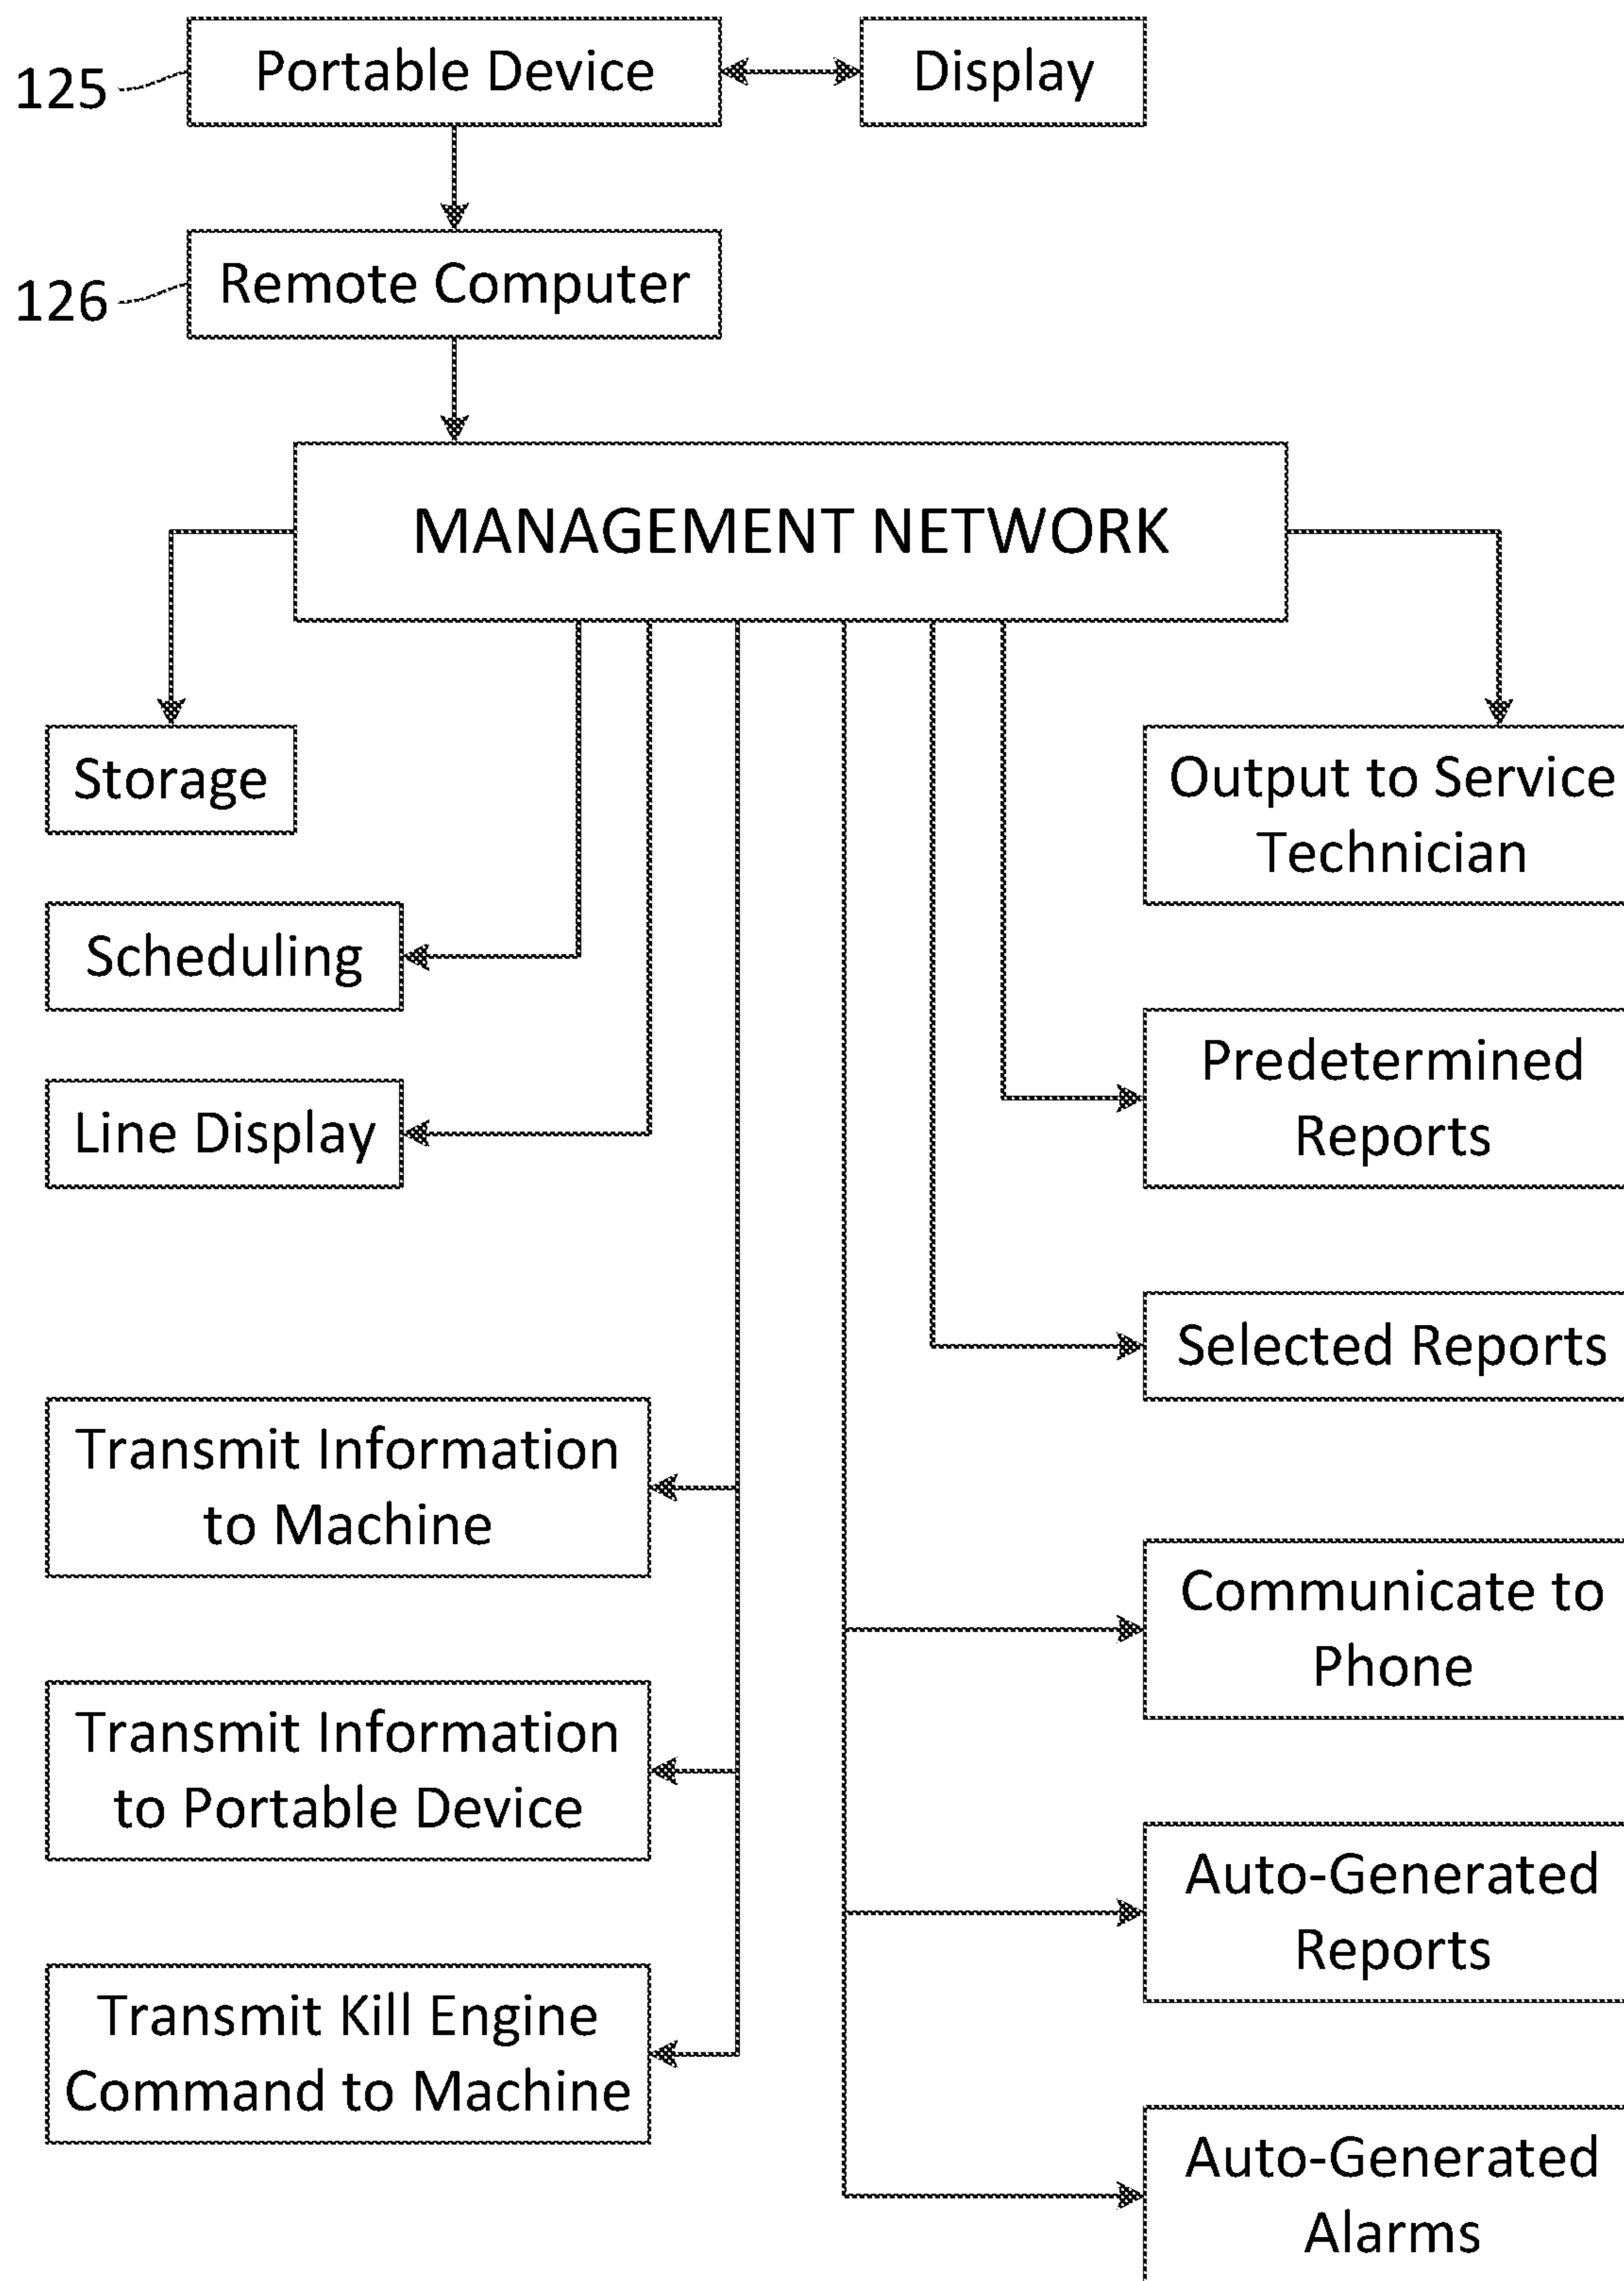 125
Portable Device
Display
126
Remote Computer
MANAGEMENT NETWORK
Storage
Output to Service
Technician
Scheduling
Predetermined
Reports
Line Display
Selected Reports
Transmit Information
to Machine
Communicate to
Phone
Transmit Information
to Portable Device
Auto-Generated
Reports
Transmit Kill Engine
Command to Machine
Auto-Generated
Alarms